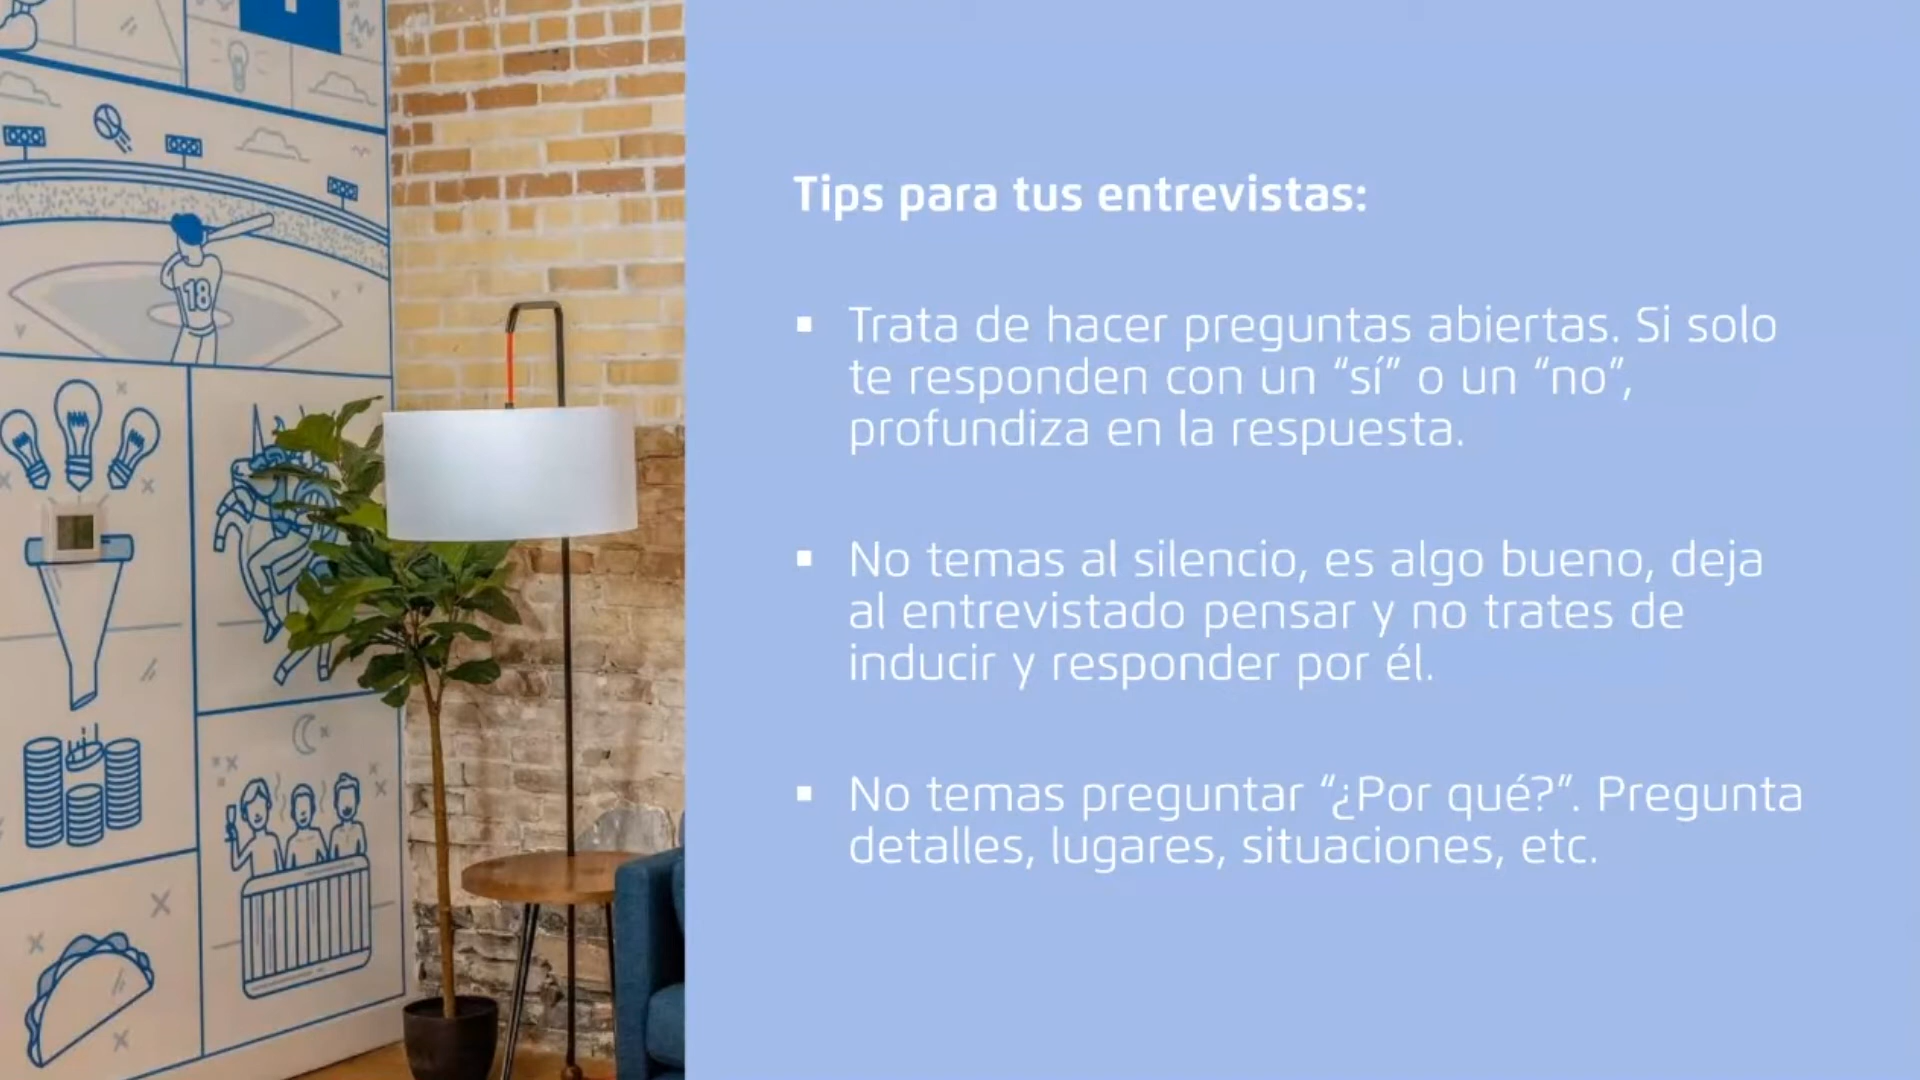 18
Tips para tus entrevistas:
▪ Trata de hacer preguntas abiertas. Si solo
te responden con un “sí” o un “no”,
profundiza en la respuesta.
▪ No temas al silencio, es algo bueno, deja
al entrevistado pensar y no trates de
inducir y responder por él.
▪ No temas preguntar “¿Por qué?”. Pregunta
detalles, lugares, situaciones, etc.